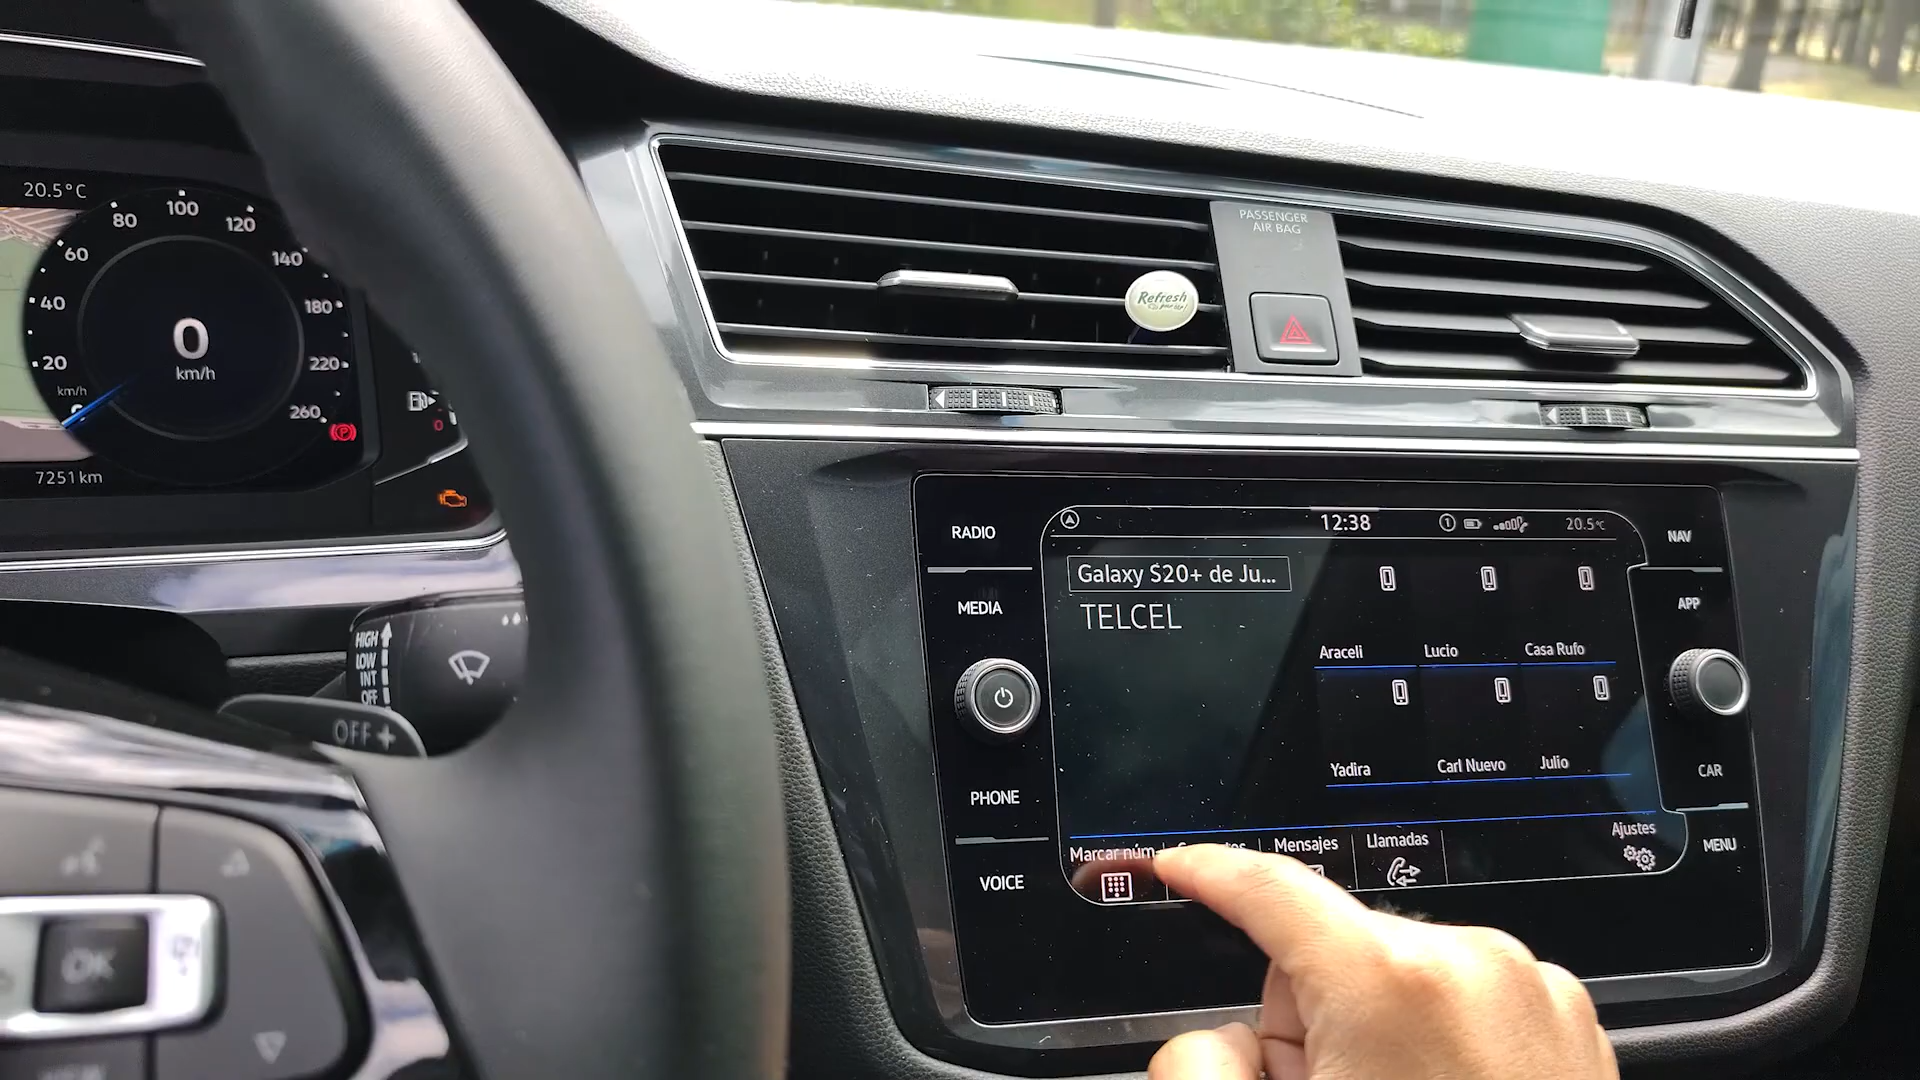 20.5°C
100
80
120
60
140
40
180
20
220
260
0
km/h
km/h
0
7251 km
HIGH
LOW
INT
OFF
OFF +
OK
VIEW
PASSENGER
AIR BAG
Refresh
RADIO
MEDIA
PHONE
VOICE
12:38
1
20.5°C
Galaxy S20+ de Ju...
TELCEL
Araceli
Lucio
Casa Rufo
Yadira
Carl Nuevo
Julio
Marcar núm
Mensajes
Llamadas
Ajustes
NAV
APP
CAR
MENU